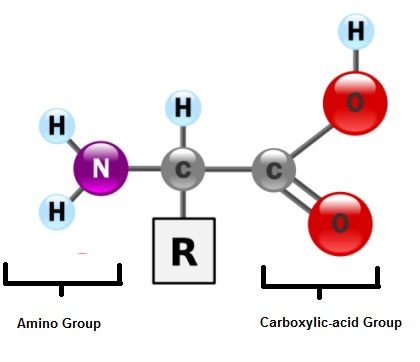 H
H
H
O
N
C
C
H
O
R
Amino Group
Carboxylic-acid Group